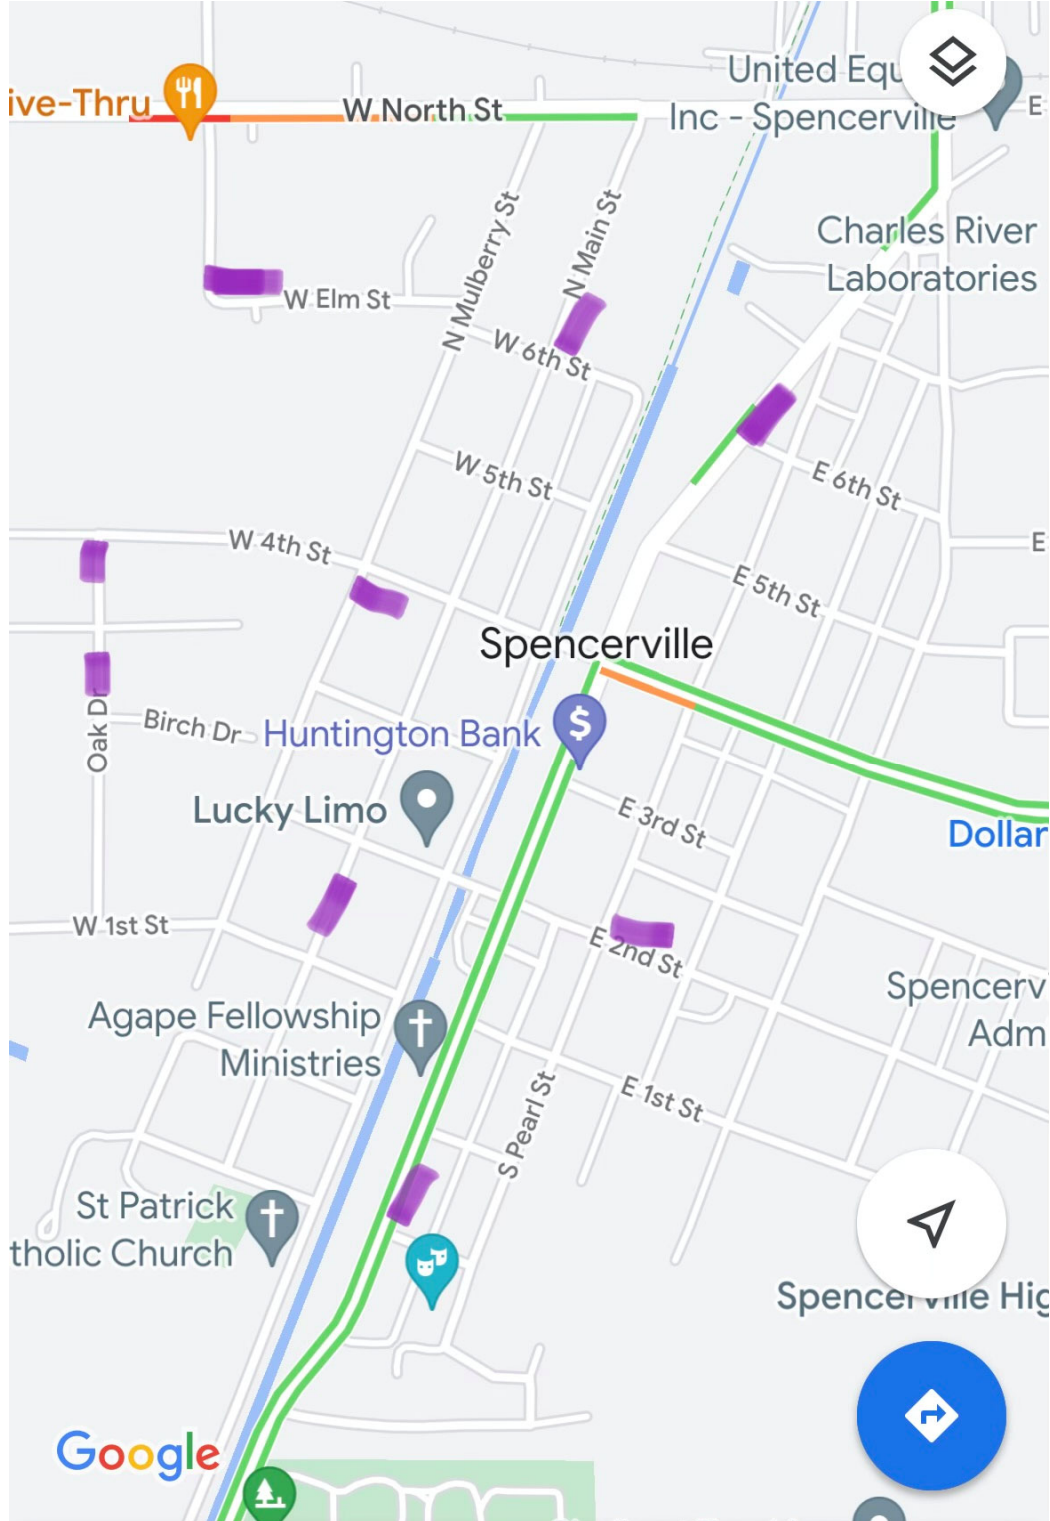 United Equ
ive-Thru
W North St
Inc - Spencerville
E
N Mulberry St
N Main St
Charles River
Laboratories
W Elm St
W 6th St
W 5th St
E 6th St
W 4th St
E
E 5th St
Spencerville
Oak Dr
Birch Dr
Huntington Bank
$
Lucky Limo
E 3rd St
Dollar
W 1st St
E 2nd St
Spencerv
Adm
Agape Fellowship
Ministries
S Pearl St
E 1st St
St Patrick
tholic Church
Spencerville Hig
Google